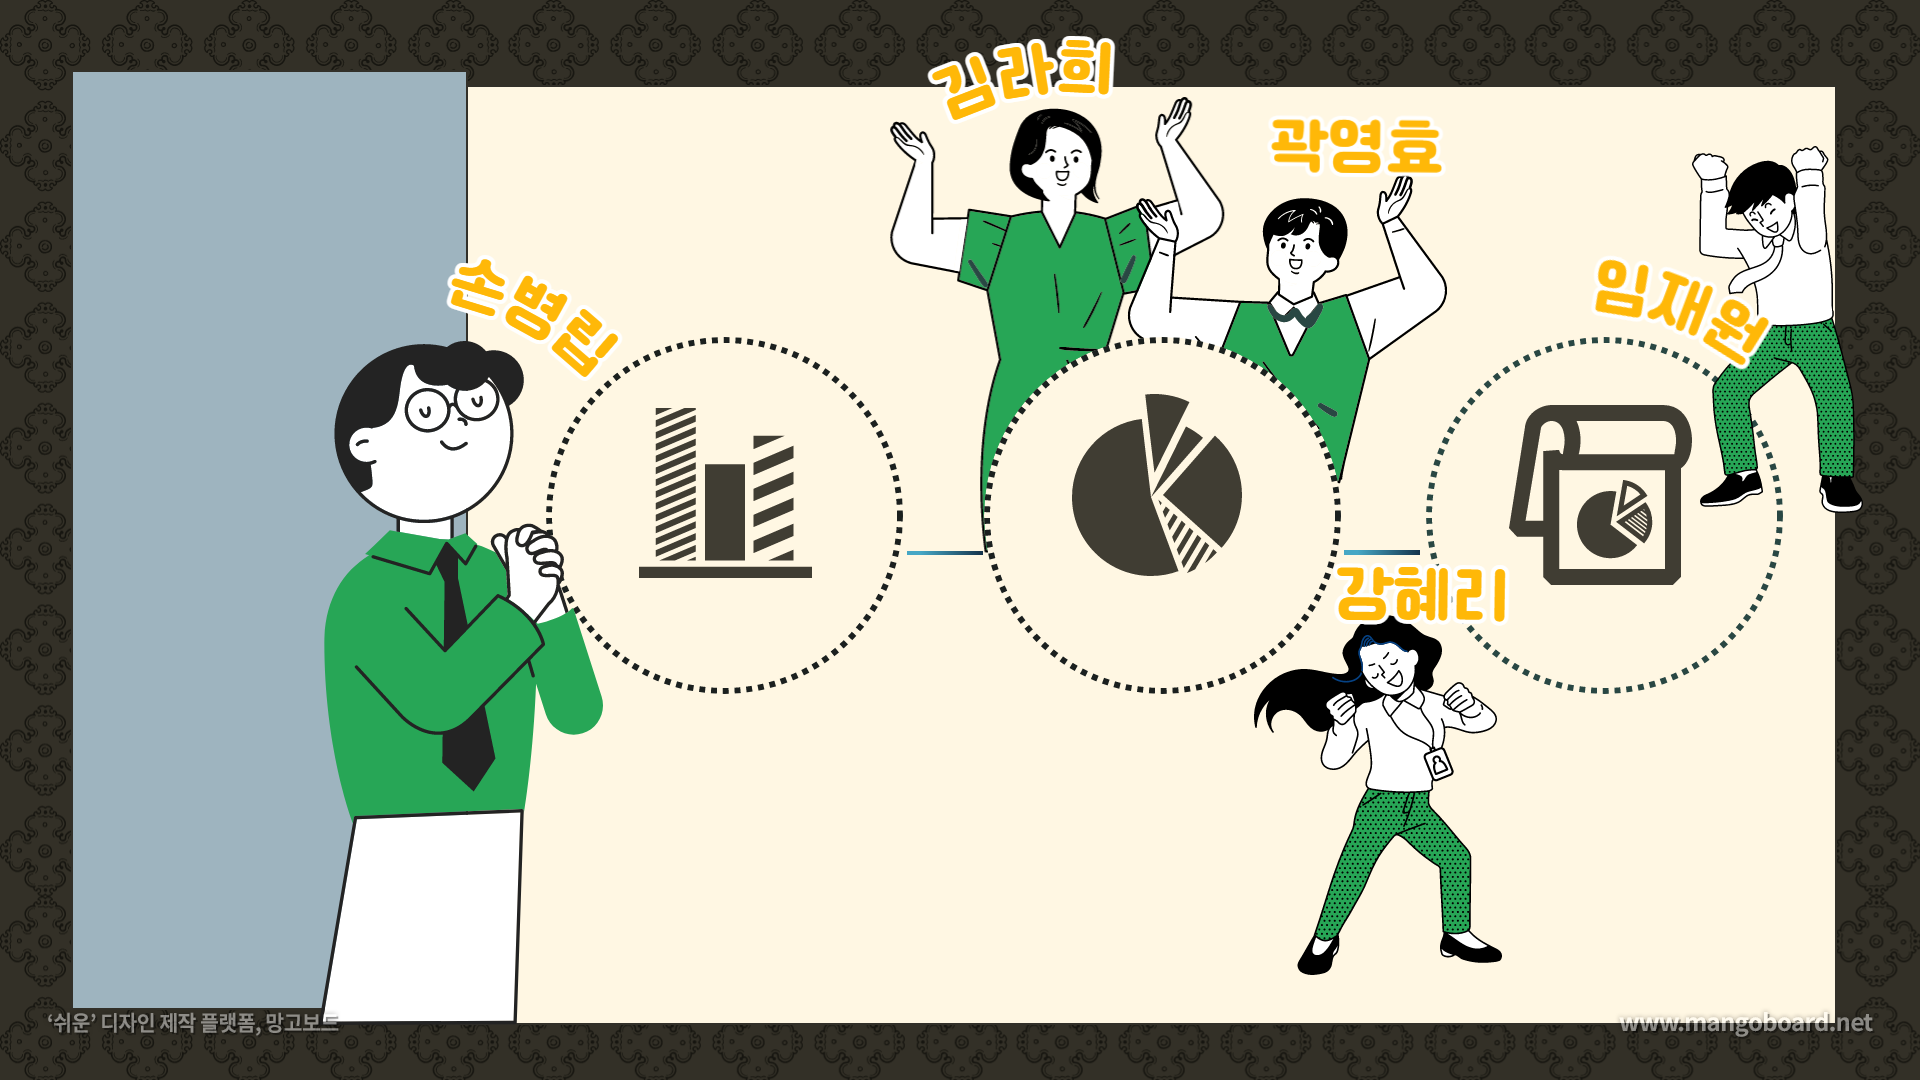 김라희
곽영효
손병립
임재원
강혜리
‘쉬운’ 디자인 제작 플랫폼, 망고보드
www.mangoboard.net